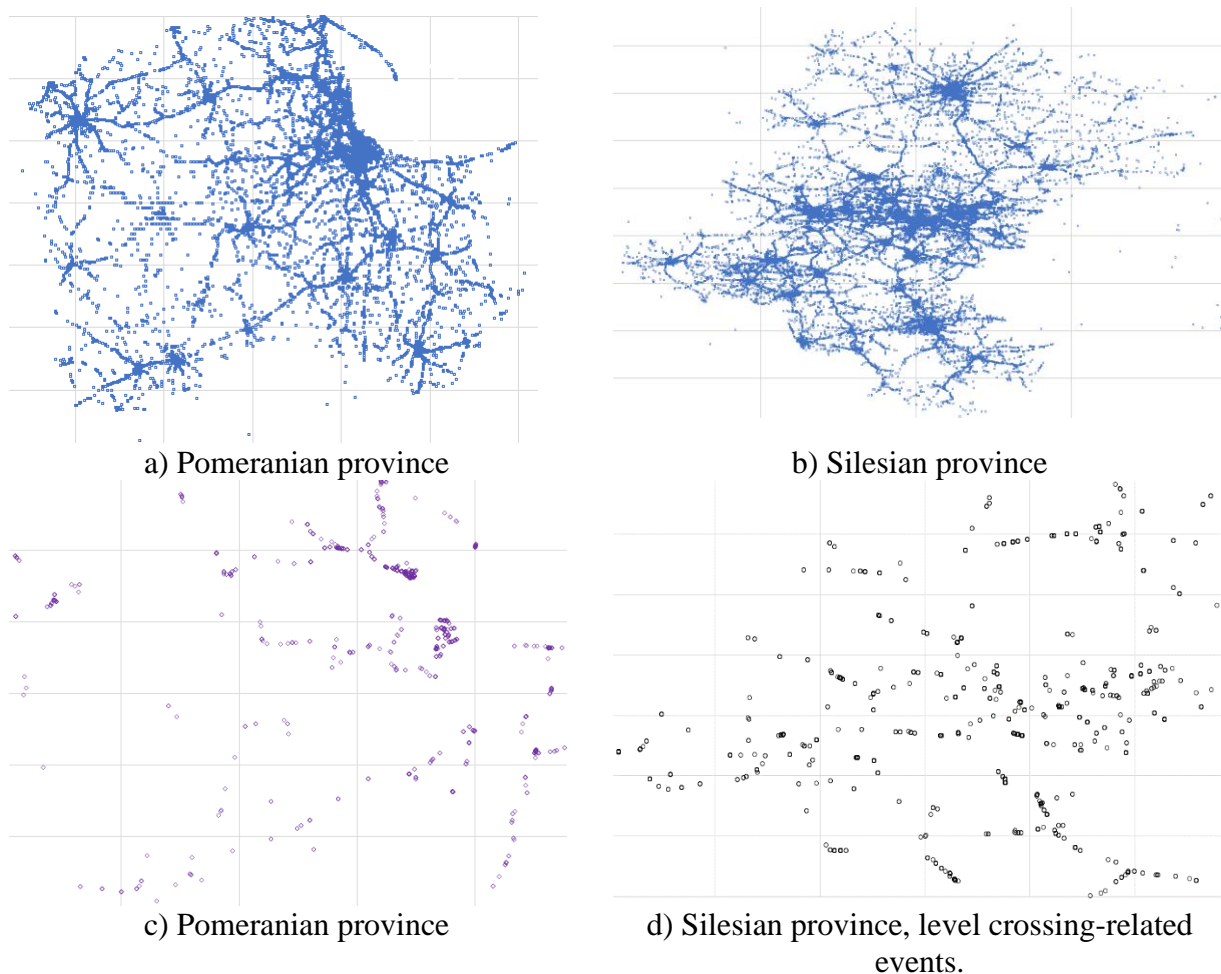 a) Pomeranian province
b) Silesian province
c) Pomeranian province
d) Silesian province, level crossing-related
events.